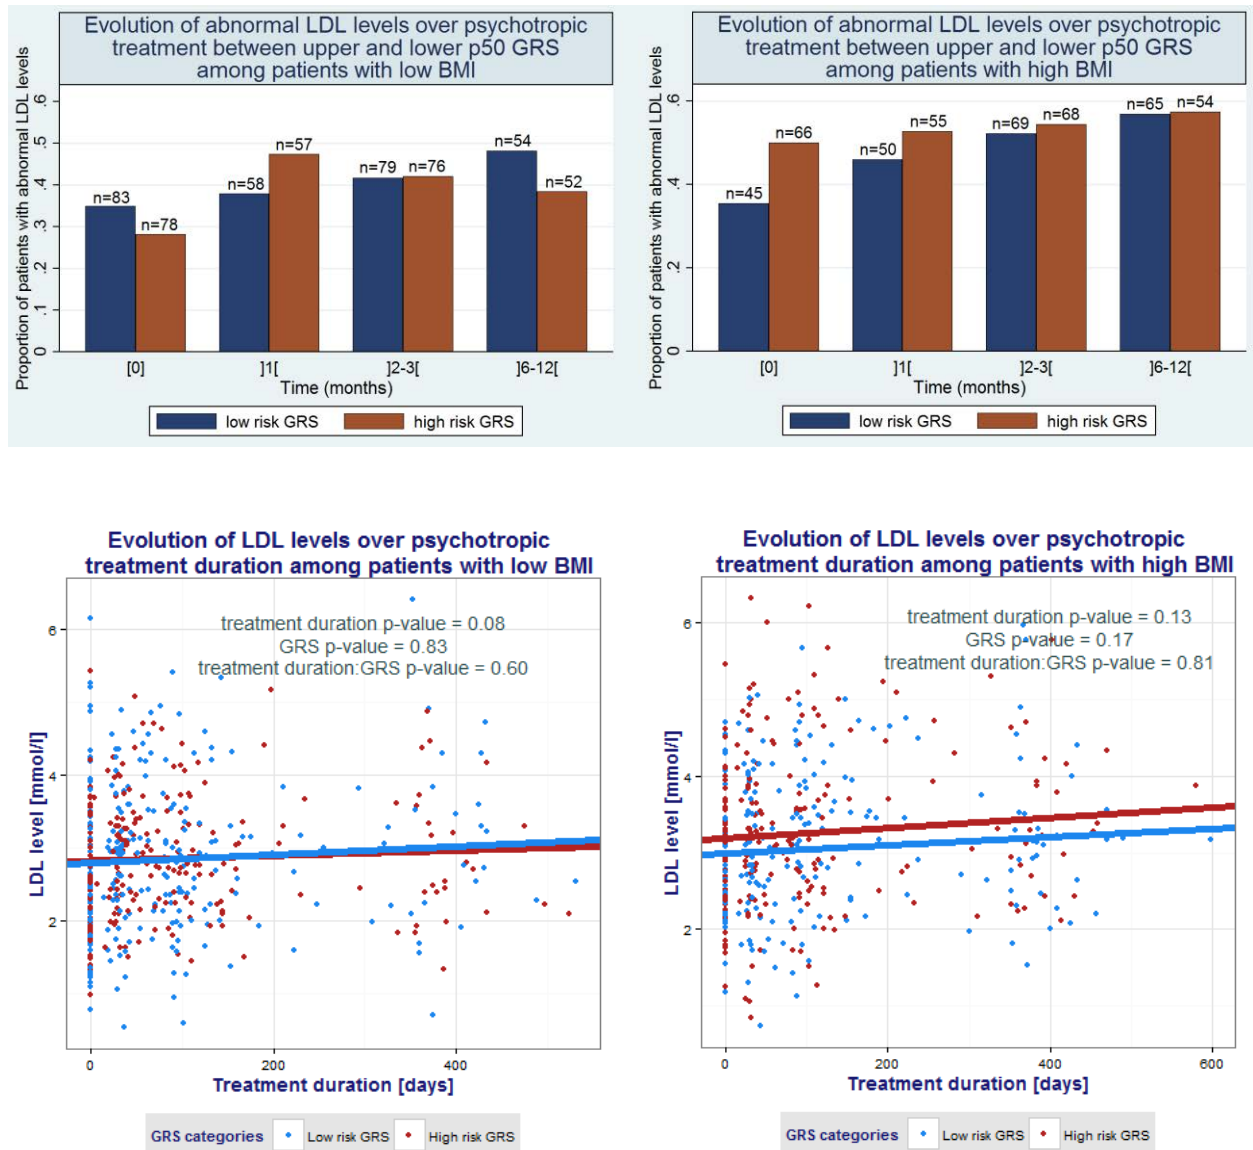 Evolution of abnormal LDL levels over psychotropic
treatment between upper and lower p50 GRS
among patients with low BMI
Proportion of patients with abnormal LDL levels
.6
.5
.4
.3
.2
.1
0
n=83
n=78
n=58
n=57
n=79
n=76
n=54
n=52
[0]
]1[
]2-3[
]6-12[
Time (months)
low risk GRS
high risk GRS
Evolution of abnormal LDL levels over psychotropic
treatment between upper and lower p50 GRS
among patients with high BMI
Proportion of patients with abnormal LDL levels
.6
.4
.2
0
n=45
n=66
n=50
n=55
n=69
n=68
n=65
n=54
[0]
]1[
]2-3[
]6-12[
Time (months)
low risk GRS
high risk GRS
Evolution of LDL levels over psychotropic
treatment duration among patients with low BMI
treatment duration p-value = 0.08
GRS p-value = 0.83
treatment duration:GRS p-value = 0.60
LDL level [mmol/l]
6
4
2
0
200
400
Treatment duration [days]
GRS categories
Low risk GRS
High risk GRS
Evolution of LDL levels over psychotropic
treatment duration among patients with high BMI
treatment duration p-value = 0.13
GRS p-value = 0.17
treatment duration:GRS p-value = 0.81
LDL level [mmol/l]
6
4
2
0
200
400
600
Treatment duration [days]
GRS categories
Low risk GRS
High risk GRS